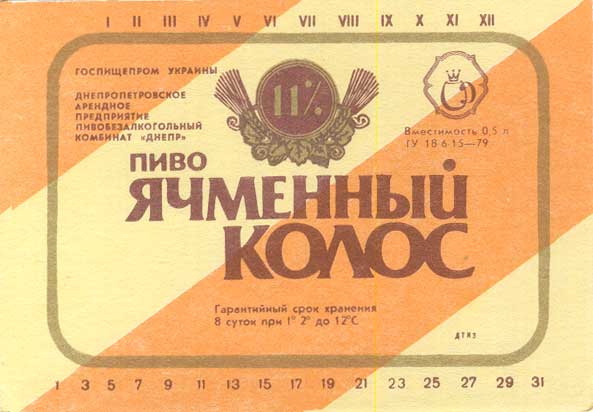 I II III IV V VI VII VIII IX X XI XII
ГОСПИЩЕПРОМ УКРАИНЫ
ДНЕПРОПЕТРОВСКОЕ
АРЕНДНОЕ
ПРЕДПРИЯТИЕ
ПИВОБЕЗАЛКОГОЛЬНЫЙ
КОМБИНАТ «ДНЕПР»
11%
Вместимость 0,5 л
ТУ 18·6·15—79
ПИВО
ЯЧМЕННЫЙ
КОЛОС
Гарантийный срок хранения
8 суток при 1° 2° до 12°С
ДТИЗ
1 3 5 7 9 11 13 15 17 19 21 23 25 27 29 31